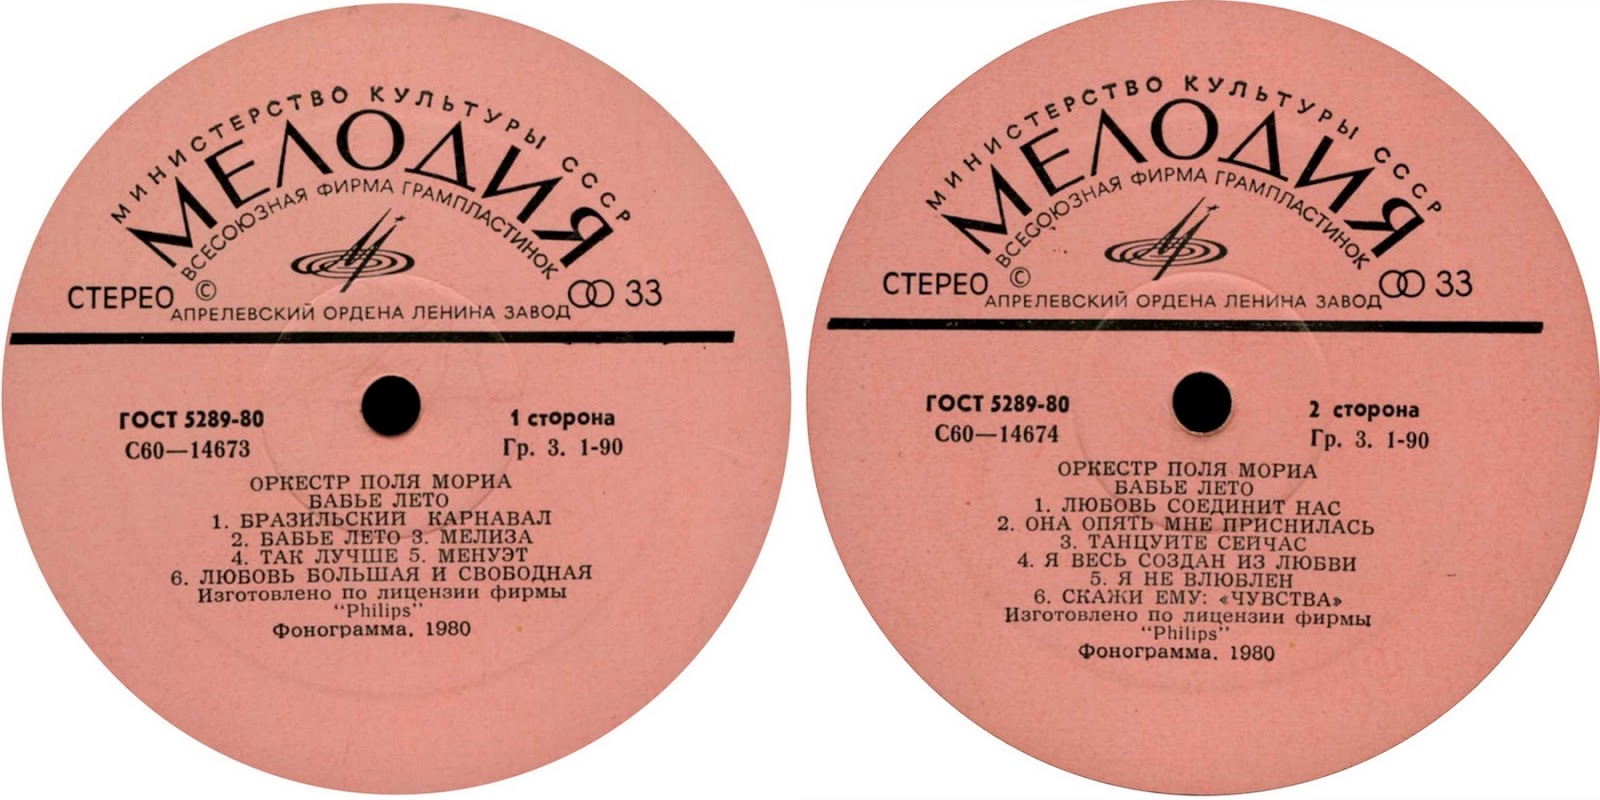 МИНИСТЕРСТВО КУЛЬТУРЫ СССР
МЕЛОДИЯ
ВСЕСОЮЗНАЯ ФИРМА ГРАМПЛАСТИНОК
СТЕРЕО © 33
АПРЕЛЕВСКИЙ ОРДЕНА ЛЕНИНА ЗАВОД
ГОСТ 5289-80 1 сторона
С60—14673 Гр. 3. 1-90
ОРКЕСТР ПОЛЯ МОРИА
БАБЬЕ ЛЕТО
1. БРАЗИЛЬСКИЙ КАРНАВАЛ
2. БАБЬЕ ЛЕТО 3. МЕЛИЗА
4. ТАК ЛУЧШЕ 5. МЕНУЭТ
6. ЛЮБОВЬ БОЛЬШАЯ И СВОБОДНАЯ
Изготовлено по лицензии фирмы
"Philips"
Фонограмма. 1980
МИНИСТЕРСТВО КУЛЬТУРЫ СССР
МЕЛОДИЯ
ВСЕСОЮЗНАЯ ФИРМА ГРАМПЛАСТИНОК
СТЕРЕО © 33
АПРЕЛЕВСКИЙ ОРДЕНА ЛЕНИНА ЗАВОД
ГОСТ 5289-80 2 сторона
С60—14674 Гр. 3. 1-90
ОРКЕСТР ПОЛЯ МОРИА
БАБЬЕ ЛЕТО
1. ЛЮБОВЬ СОЕДИНИТ НАС
2. ОНА ОПЯТЬ МНЕ ПРИСНИЛАСЬ
3. ТАНЦУЙТЕ СЕЙЧАС
4. Я ВЕСЬ СОЗДАН ИЗ ЛЮБВИ
5. Я НЕ ВЛЮБЛЕН
6. СКАЖИ ЕМУ: «ЧУВСТВА»
Изготовлено по лицензии фирмы
"Philips"
Фонограмма. 1980